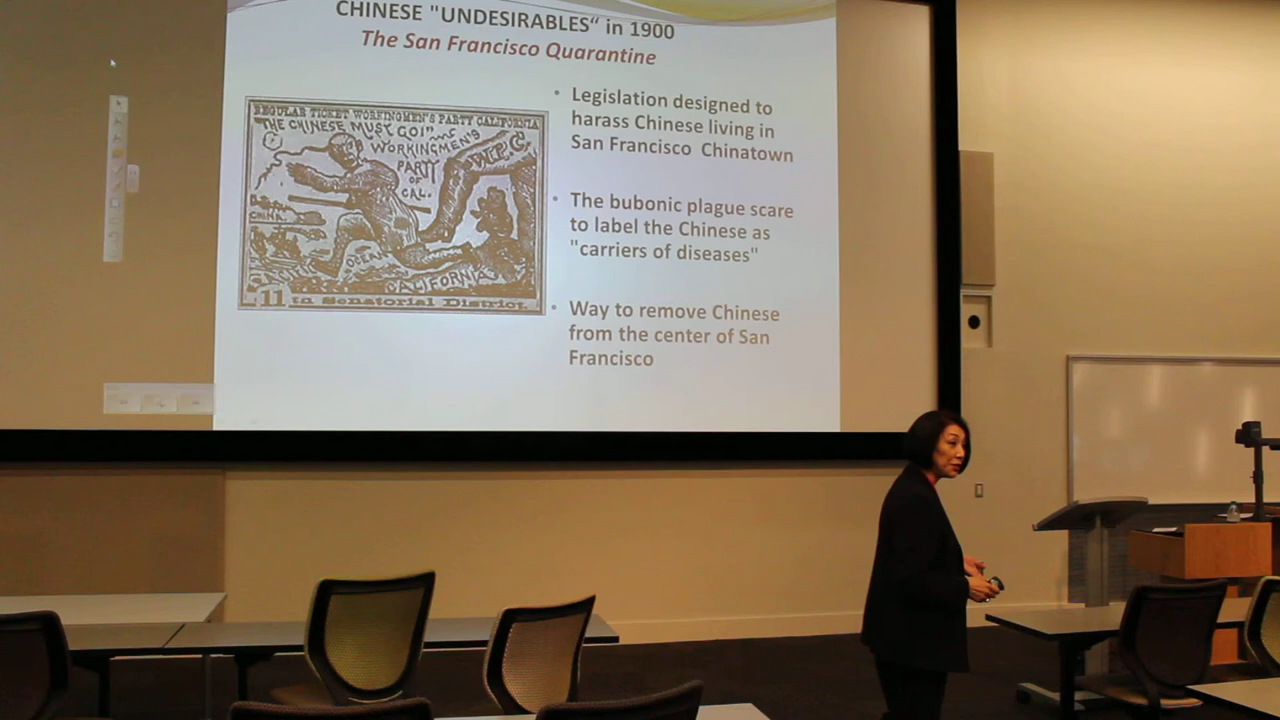 CHINESE "UNDESIRABLES“ in 1900
The San Francisco Quarantine
REGULAR TICKET WORKINGMEN'S PARTY CALIFORNIA
"THE CHINESE MUST GO!"
WORKINGMEN'S
PARTY
OF
CAL.
W.P.C.
CHINA.
OCEAN
CALIFORNIA
11 in Senatorial District.
• Legislation designed to
harass Chinese living in
San Francisco Chinatown
• The bubonic plague scare
to label the Chinese as
"carriers of diseases"
• Way to remove Chinese
from the center of San
Francisco